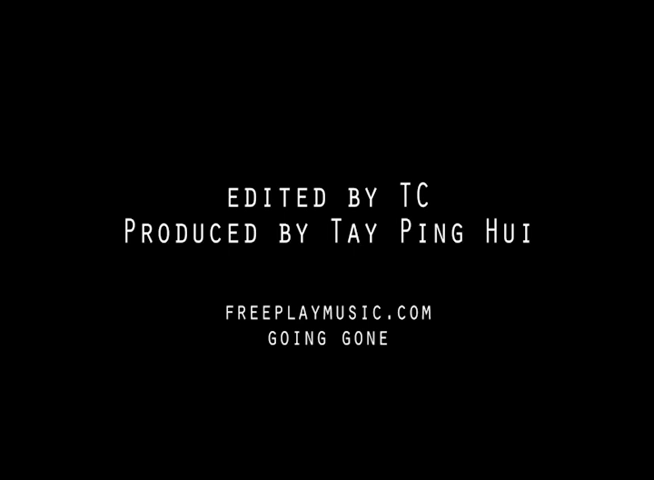 EDITED BY TC
PRODUCED BY TAY PING HUI
FREEPLAYMUSIC.COM
GOING GONE